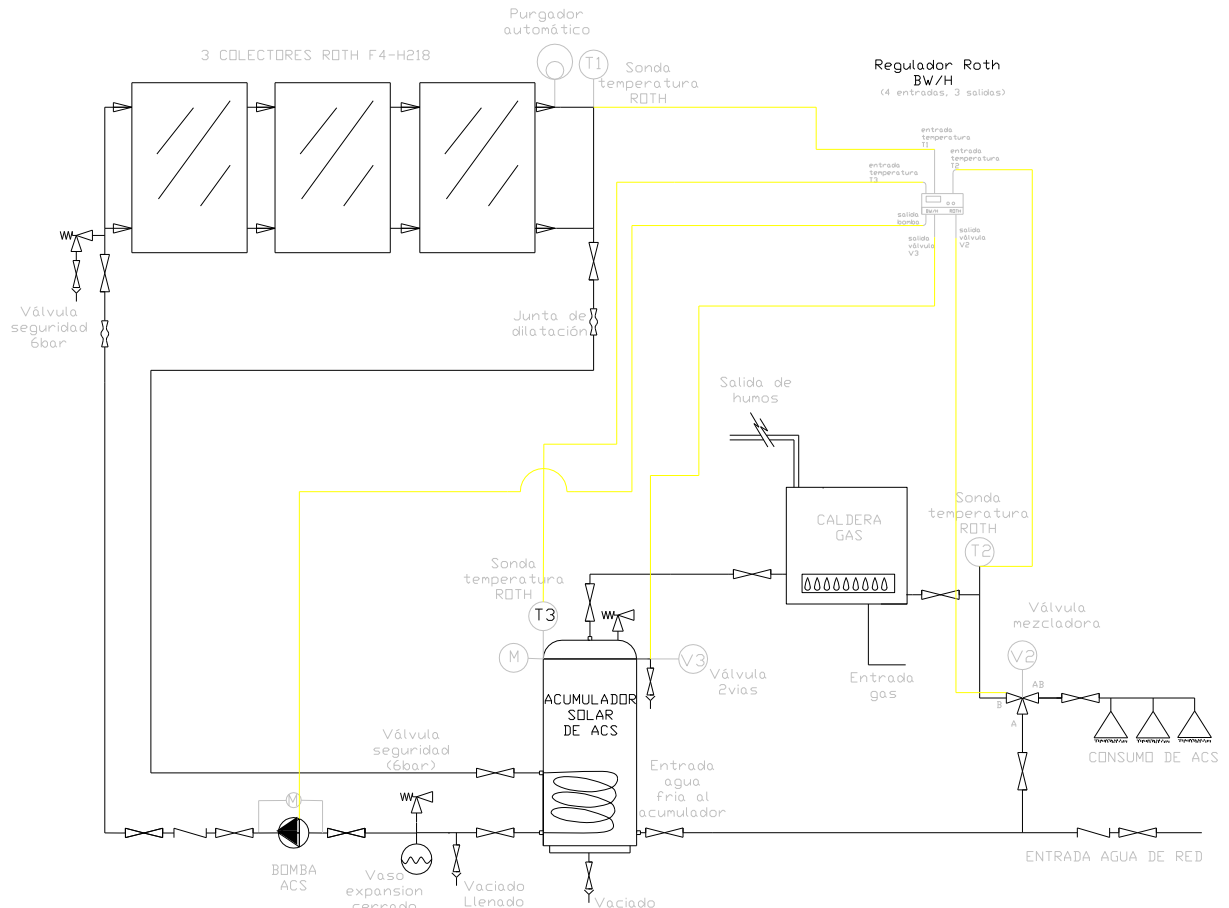 Purgador
automático
3 COLECTORES ROTH F4-H218
T1
Sonda
temperatura
ROTH
Regulador Roth
BW/H
(4 entradas, 3 salidas)
entrada
temperatura
T1
entrada
temperatura
T2
entrada
temperatura
T3
BW/H ROTH
salida
bomba
salida
válvula
V3
salida
válvula
V2
Válvula
seguridad
6bar
Junta de
dilatación
Salida de
humos
CALDERA
GAS
Sonda
temperatura
ROTH
T2
Sonda
temperatura
ROTH
T3
M
V3
Válvula
2vias
Entrada
gas
Válvula
mezcladora
V2
AB
B
A
ACUMULADOR
SOLAR
DE ACS
CONSUMO DE ACS
Válvula
seguridad
(6bar)
Entrada
agua
fria al
acumulador
M
BOMBA
ACS
Vaso
expansion
cerrado
Vaciado
Llenado
Vaciado
ENTRADA AGUA DE RED